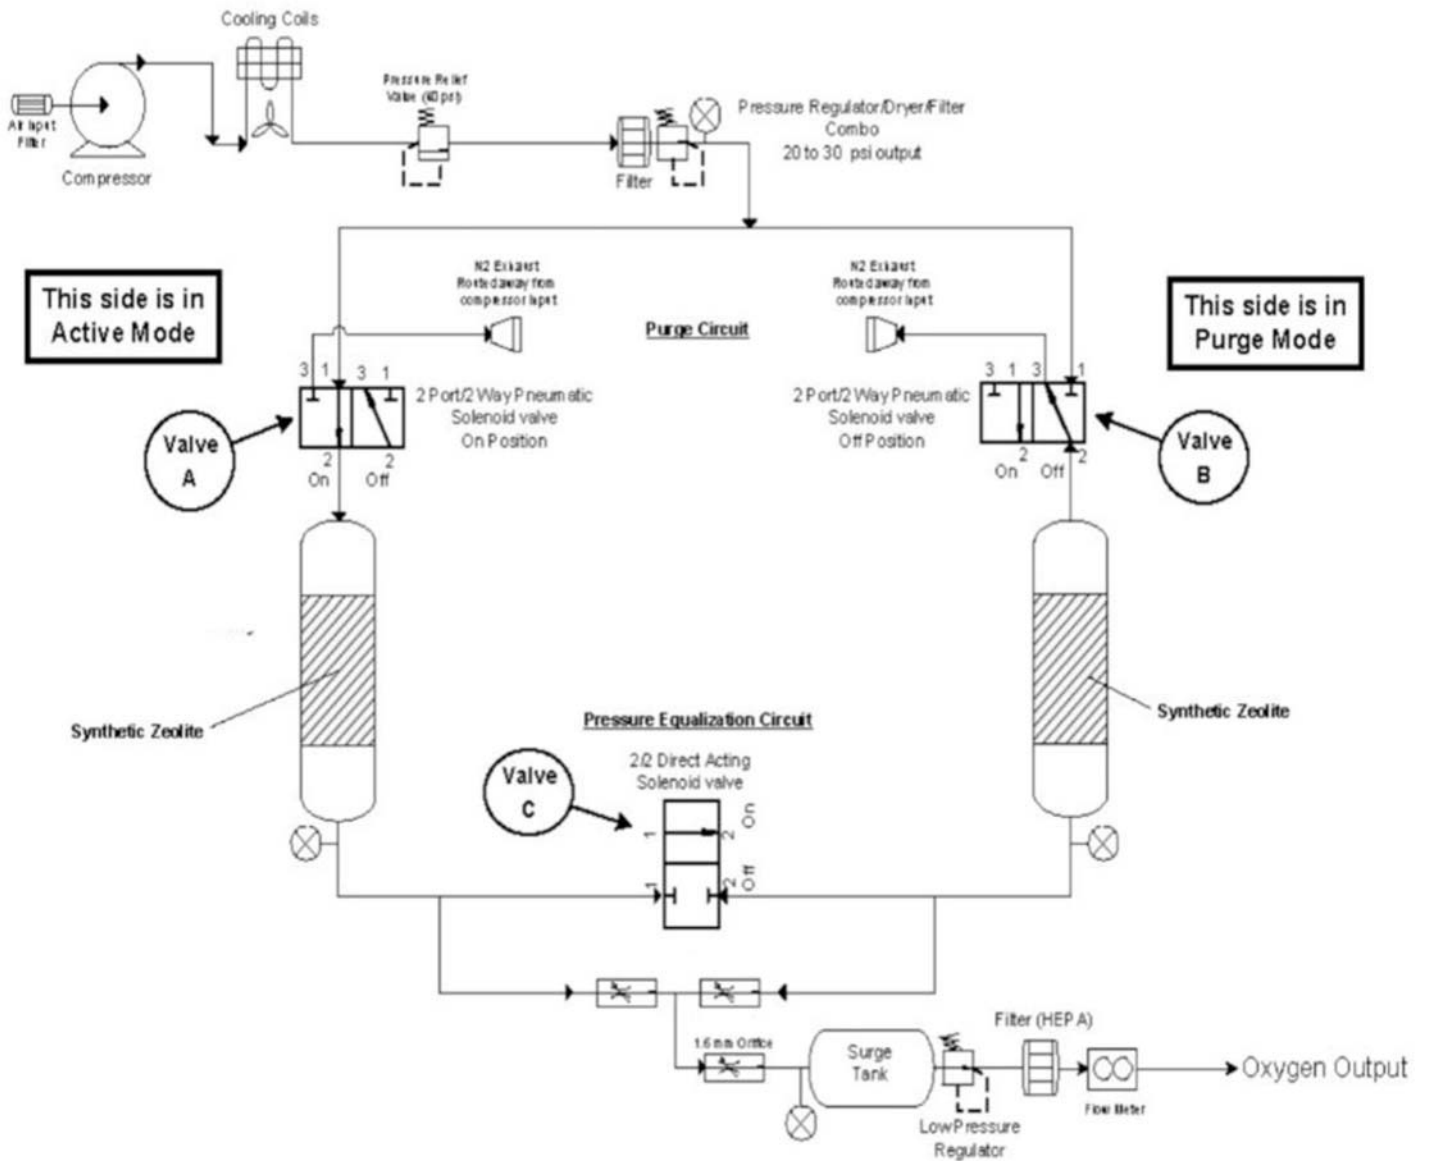 Cooling Coils
Air Input
Filter
Compressor
Pressure Relief
Valve (40 psi)
Filter
Pressure Regulator/Dryer/Filter
Combo
20 to 30 psi output
This side is in
Active Mode
N2 Exhaust
Routed away from
compressor input
Purge Circuit
N2 Exhaust
Routed away from
compressor input
This side is in
Purge Mode
3 1 3 1
2 Port/2 Way Pneumatic
Solenoid valve
On Position
Valve
A
2 2
On Off
3 1 3 1
2 Port/2 Way Pneumatic
Solenoid valve
Off Position
Valve
B
2 2
On Off
Synthetic Zeolite
Synthetic Zeolite
Pressure Equalization Circuit
2/2 Direct Acting
Solenoid valve
Valve
C
1 2 On
1 2 Off
1.6 mm Orifice
Surge
Tank
Low Pressure
Regulator
Filter (HEPA)
Flow Meter
Oxygen Output